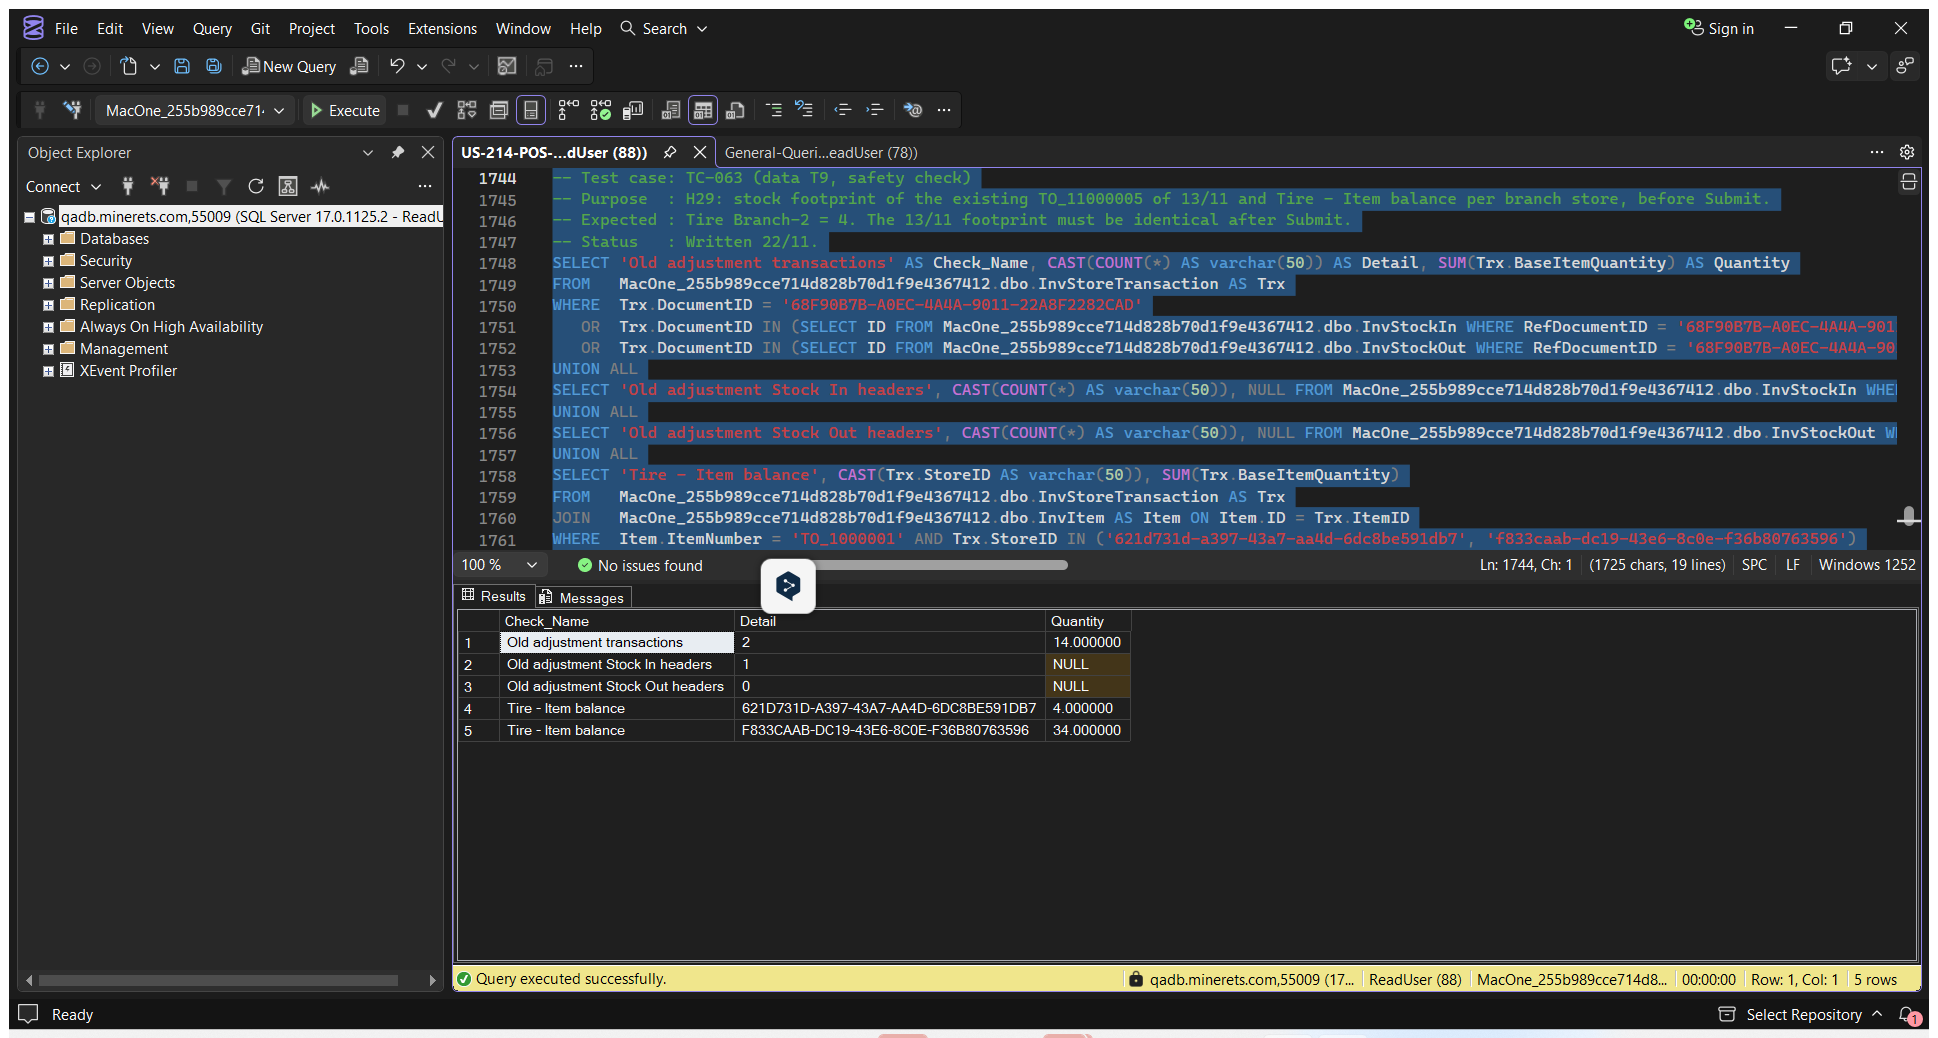 File Edit View Query Git Project Tools Extensions Window Help Search Sign in
New Query
MacOne_255b989cce71 Execute
Object Explorer
Connect
qadb.minerets.com,55009 (SQL Server 17.0.1125.2 - ReadU
Databases
Security
Server Objects
Replication
Always On High Availability
Management
XEvent Profiler
US-214-POS-...dUser (88)) General-Queri...eadUser (78))
1744 -- Test case: TC-063 (data T9, safety check)
1745 -- Purpose : H29: stock footprint of the existing TO_11000005 of 13/11 and Tire - Item balance per branch store, before Submit.
1746 -- Expected : Tire Branch-2 = 4. The 13/11 footprint must be identical after Submit.
1747 -- Status : Written 22/11.
1748 SELECT 'Old adjustment transactions' AS Check_Name, CAST(COUNT(*) AS varchar(50)) AS Detail, SUM(Trx.BaseItemQuantity) AS Quantity
1749 FROM MacOne_255b989cce714d828b70d1f9e4367412.dbo.InvStoreTransaction AS Trx
1750 WHERE Trx.DocumentID = '68F90B7B-A0EC-4A4A-9011-22A8F2282CAD'
1751 OR Trx.DocumentID IN (SELECT ID FROM MacOne_255b989cce714d828b70d1f9e4367412.dbo.InvStockIn WHERE RefDocumentID = '68F90B7B-A0EC-4A4A-901
1752 OR Trx.DocumentID IN (SELECT ID FROM MacOne_255b989cce714d828b70d1f9e4367412.dbo.InvStockOut WHERE RefDocumentID = '68F90B7B-A0EC-4A4A-90
1753 UNION ALL
1754 SELECT 'Old adjustment Stock In headers', CAST(COUNT(*) AS varchar(50)), NULL FROM MacOne_255b989cce714d828b70d1f9e4367412.dbo.InvStockIn WHE
1755 UNION ALL
1756 SELECT 'Old adjustment Stock Out headers', CAST(COUNT(*) AS varchar(50)), NULL FROM MacOne_255b989cce714d828b70d1f9e4367412.dbo.InvStockOut W
1757 UNION ALL
1758 SELECT 'Tire - Item balance', CAST(Trx.StoreID AS varchar(50)), SUM(Trx.BaseItemQuantity)
1759 FROM MacOne_255b989cce714d828b70d1f9e4367412.dbo.InvStoreTransaction AS Trx
1760 JOIN MacOne_255b989cce714d828b70d1f9e4367412.dbo.InvItem AS Item ON Item.ID = Trx.ItemID
1761 WHERE Item.ItemNumber = 'TO_1000001' AND Trx.StoreID IN ('621d731d-a397-43a7-aa4d-6dc8be591db7', 'f833caab-dc19-43e6-8c0e-f36b80763596')
100 % No issues found Ln: 1744, Ch: 1 (1725 chars, 19 lines) SPC LF Windows 1252
Results Messages
Check_Name Detail Quantity
1 Old adjustment transactions 2 14.000000
2 Old adjustment Stock In headers 1 NULL
3 Old adjustment Stock Out headers 0 NULL
4 Tire - Item balance 621D731D-A397-43A7-AA4D-6DC8BE591DB7 4.000000
5 Tire - Item balance F833CAAB-DC19-43E6-8C0E-F36B80763596 34.000000
Query executed successfully. qadb.minerets.com,55009 (17... ReadUser (88) MacOne_255b989cce714d8... 00:00:00 Row: 1, Col: 1 5 rows
Ready Select Repository 1